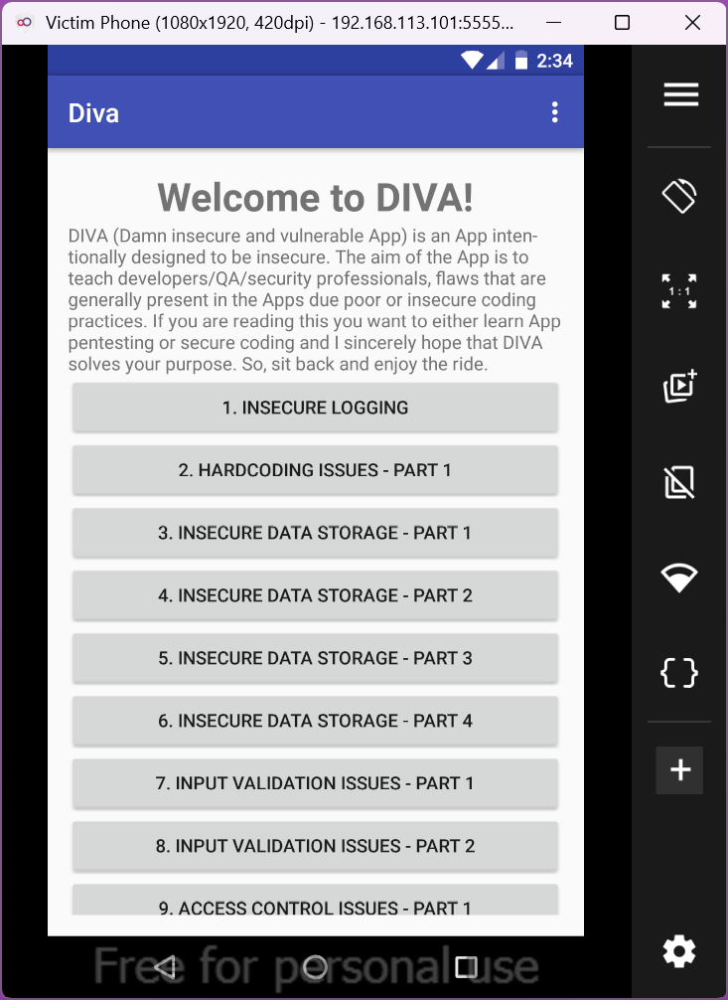 Victim Phone (1080x1920, 420dpi) - 192.168.113.101:5555...
2:34
Diva
Welcome to DIVA!
DIVA (Damn insecure and vulnerable App) is an App inten-
tionally designed to be insecure. The aim of the App is to
teach developers/QA/security professionals, flaws that are
generally present in the Apps due poor or insecure coding
practices. If you are reading this you want to either learn App
pentesting or secure coding and I sincerely hope that DIVA
solves your purpose. So, sit back and enjoy the ride.
1. INSECURE LOGGING
2. HARDCODING ISSUES - PART 1
3. INSECURE DATA STORAGE - PART 1
4. INSECURE DATA STORAGE - PART 2
5. INSECURE DATA STORAGE - PART 3
6. INSECURE DATA STORAGE - PART 4
7. INPUT VALIDATION ISSUES - PART 1
8. INPUT VALIDATION ISSUES - PART 2
9. ACCESS CONTROL ISSUES - PART 1
Free for personal use
1 : 1